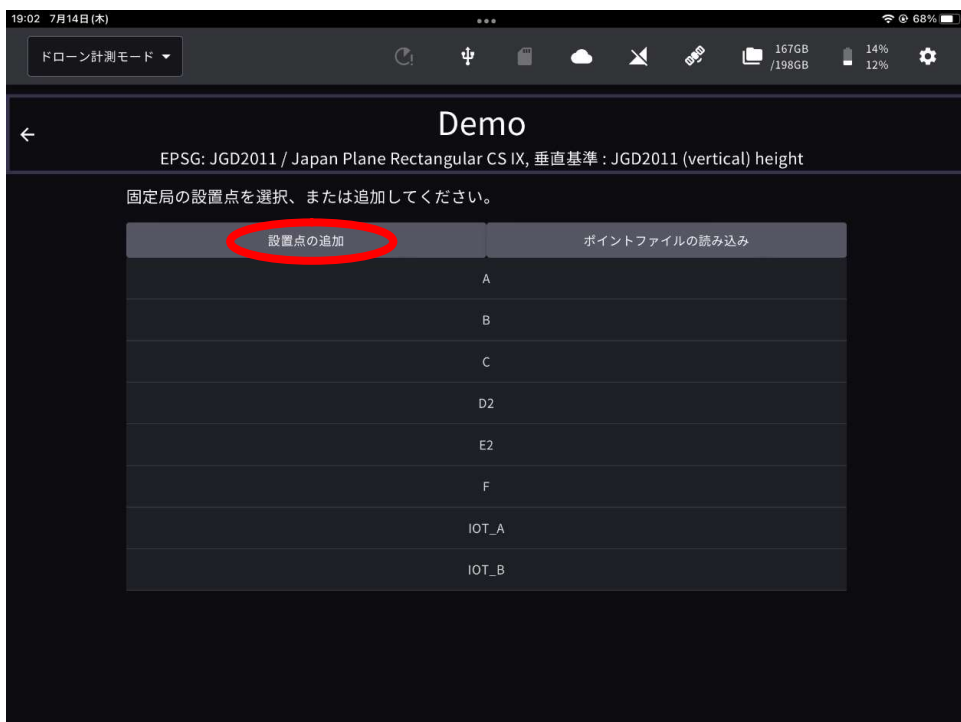 19:02 7月14日(木)
68%
ドローン計測モード
167GB
/198GB
14%
12%
Demo
EPSG: JGD2011 / Japan Plane Rectangular CS IX, 垂直基準 : JGD2011 (vertical) height
固定局の設置点を選択、または追加してください。
設置点の追加
ポイントファイルの読み込み
A
B
C
D2
E2
F
IOT_A
IOT_B